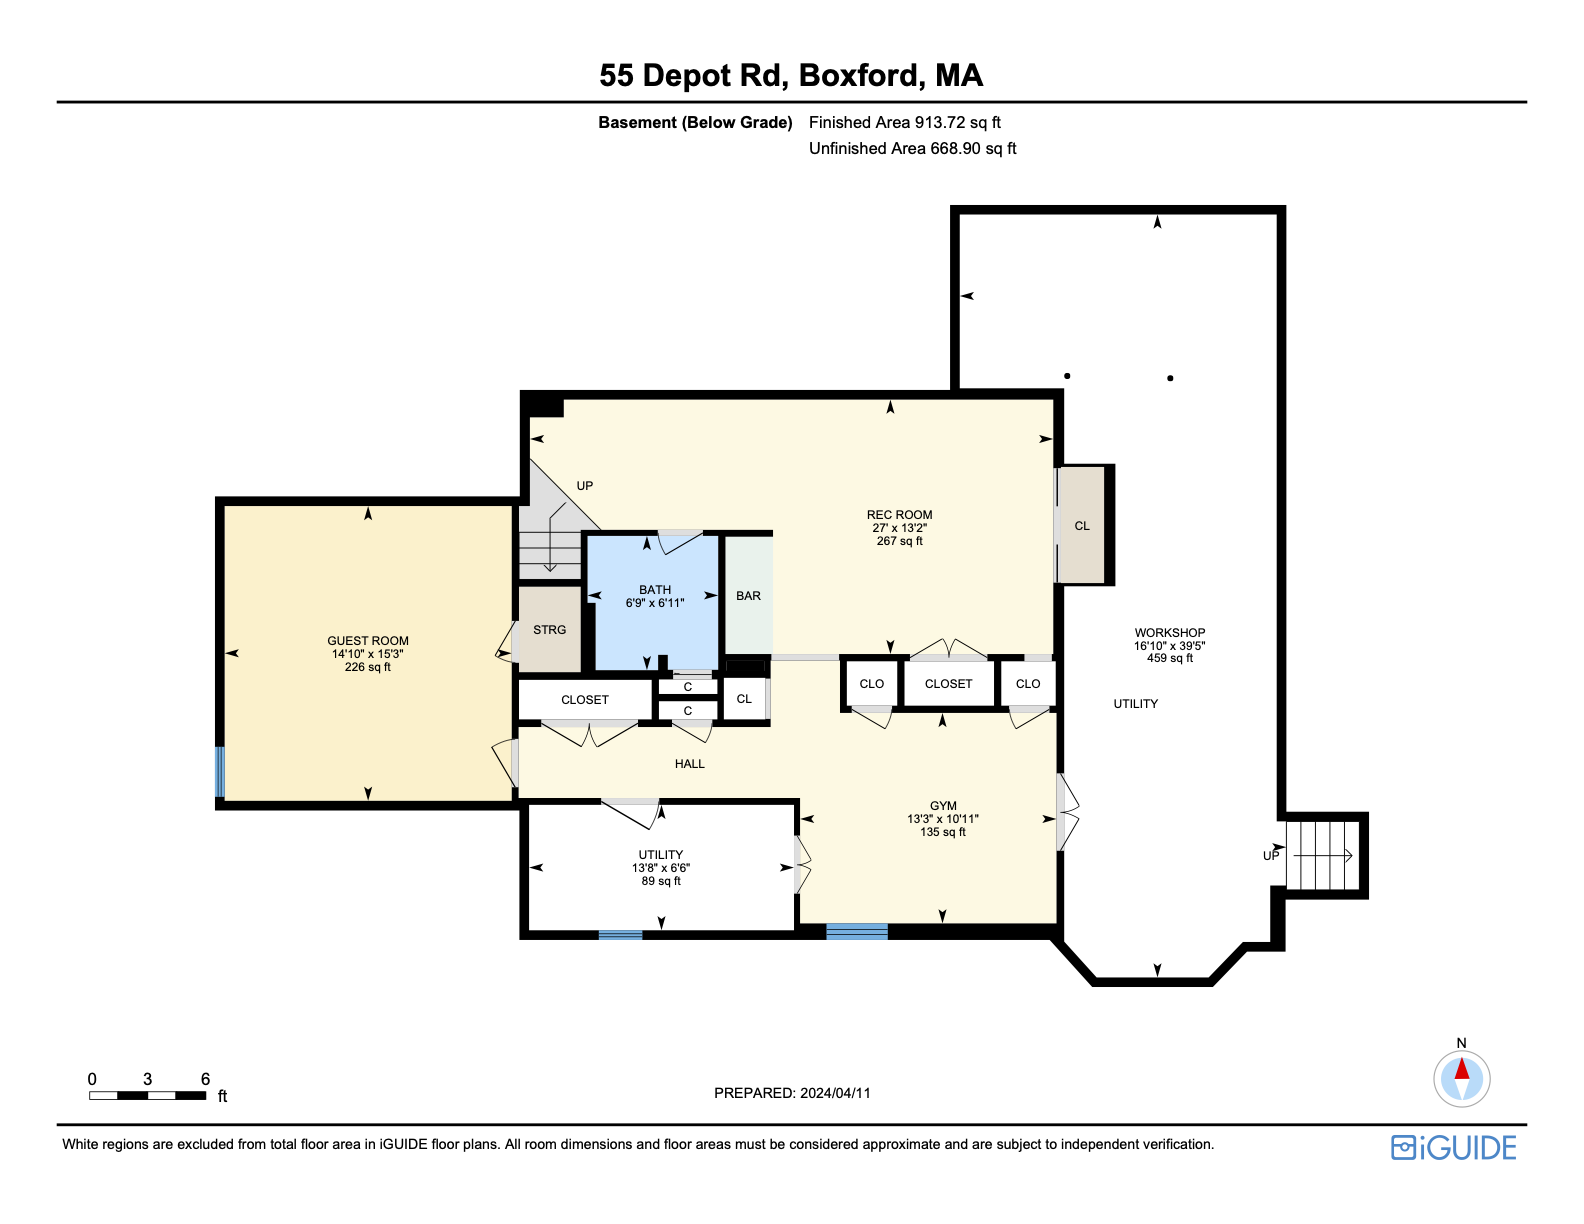 55 Depot Rd, Boxford, MA
Basement (Below Grade) Finished Area 913.72 sq ft
Unfinished Area 668.90 sq ft
UP
REC ROOM
27' x 13'2"
267 sq ft
CL
BATH
6'9" x 6'11"
BAR
STRG
GUEST ROOM
14'10" x 15'3"
226 sq ft
WORKSHOP
16'10" x 39'5"
459 sq ft
UTILITY
CLOSET
C
C
CL
CLO
CLOSET
CLO
HALL
GYM
13'3" x 10'11"
135 sq ft
UTILITY
13'8" x 6'6"
89 sq ft
UP
N
0 3 6
ft
PREPARED: 2024/04/11
White regions are excluded from total floor area in iGUIDE floor plans. All room dimensions and floor areas must be considered approximate and are subject to independent verification.
iGUIDE